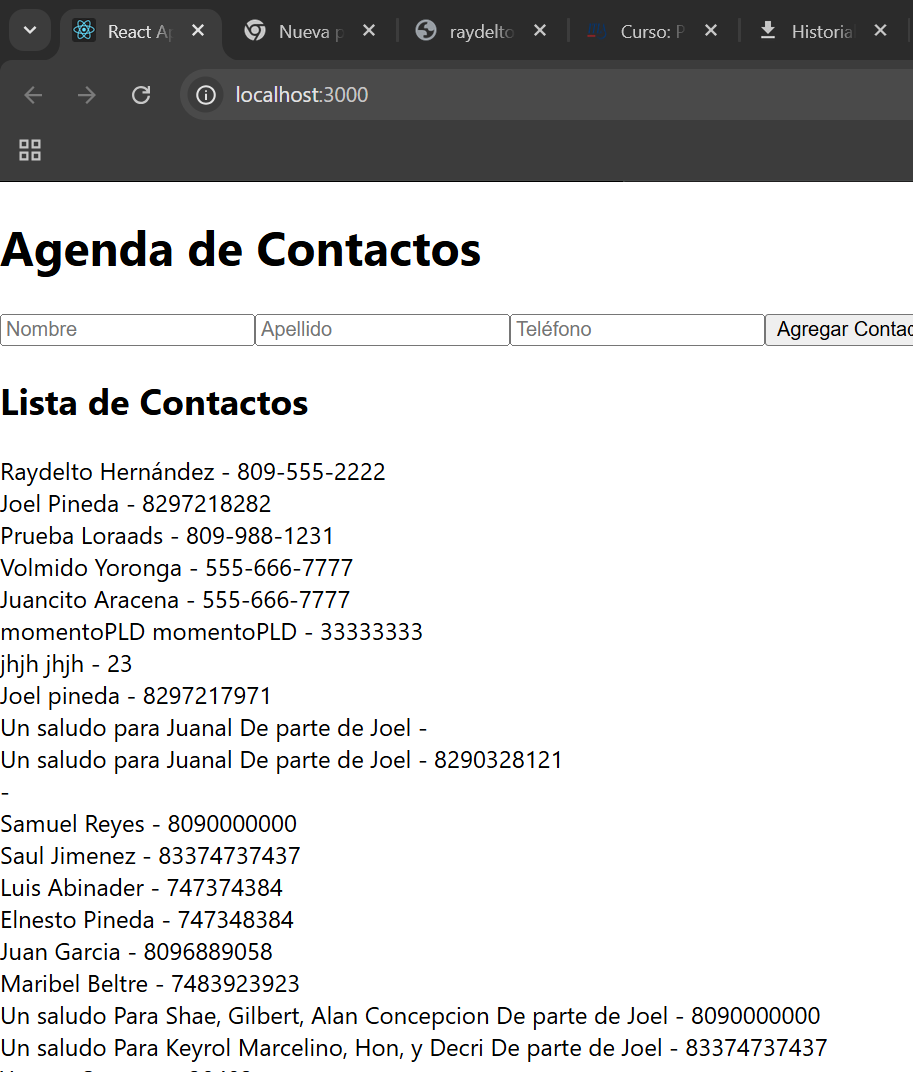 React Ap
Nueva p
raydelto
Curso: P
Historial
localhost:3000
Agenda de Contactos
Nombre Apellido Teléfono Agregar Contac
Lista de Contactos
Raydelto Hernández - 809-555-2222
Joel Pineda - 8297218282
Prueba Loraads - 809-988-1231
Volmido Yoronga - 555-666-7777
Juancito Aracena - 555-666-7777
momentoPLD momentoPLD - 33333333
jhjh jhjh - 23
Joel pineda - 8297217971
Un saludo para Juanal De parte de Joel -
Un saludo para Juanal De parte de Joel - 8290328121
-
Samuel Reyes - 8090000000
Saul Jimenez - 83374737437
Luis Abinader - 747374384
Elnesto Pineda - 747348384
Juan Garcia - 8096889058
Maribel Beltre - 7483923923
Un saludo Para Shae, Gilbert, Alan Concepcion De parte de Joel - 8090000000
Un saludo Para Keyrol Marcelino, Hon, y Decri De parte de Joel - 83374737437